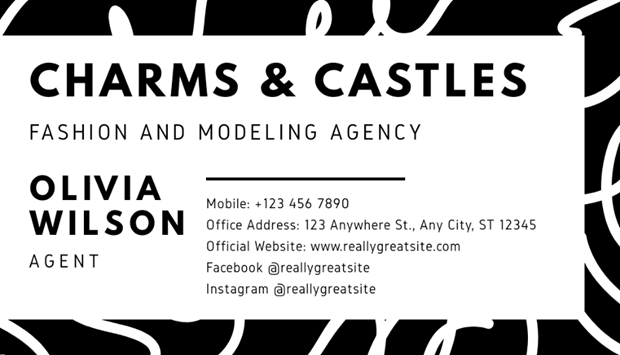 CHARMS & CASTLES
FASHION AND MODELING AGENCY
OLIVIA
WILSON
AGENT
Mobile: +123 456 7890
Office Address: 123 Anywhere St., Any City, ST 12345
Official Website: www.reallygreatsite.com
Facebook @reallygreatsite
Instagram @reallygreatsite